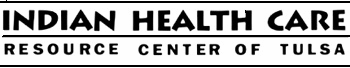 INDIAN HEALTH CARE
RESOURCE CENTER OF TULSA